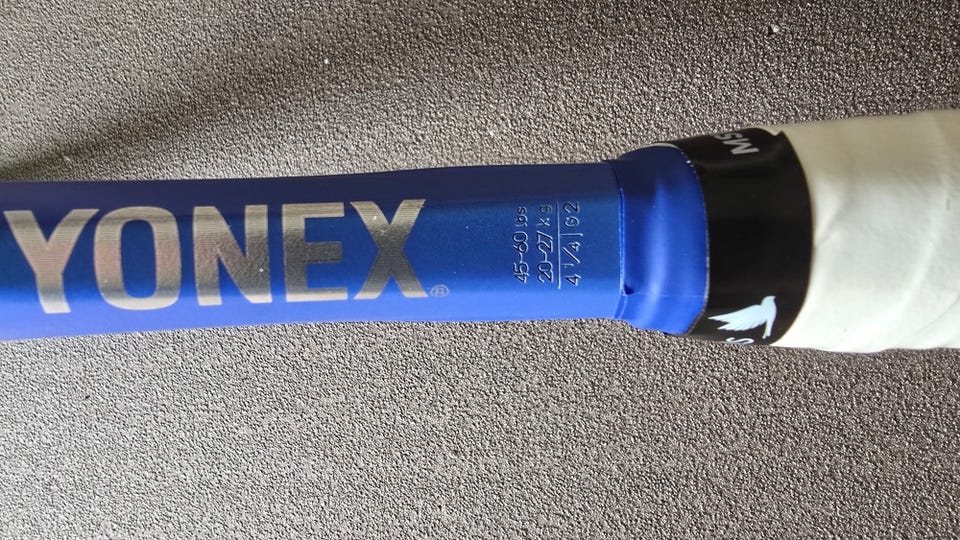 YONEX®
45-60 lbs
20-27 kg
4 1/4 | G2